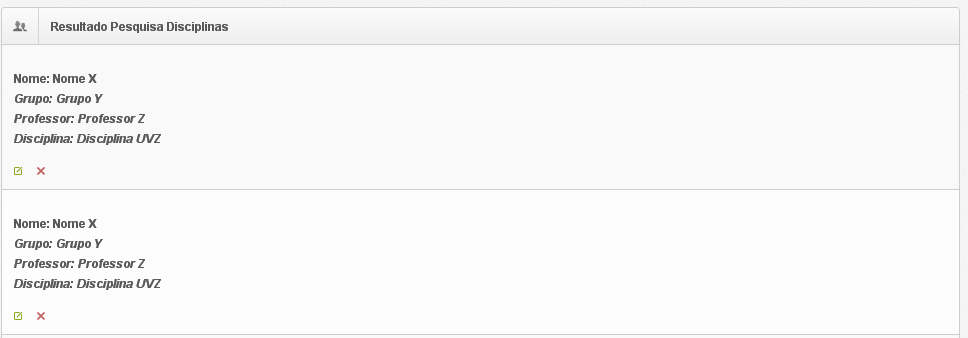 Resultado Pesquisa Disciplinas
Nome: Nome X
Grupo: Grupo Y
Professor: Professor Z
Disciplina: Disciplina UVZ
Nome: Nome X
Grupo: Grupo Y
Professor: Professor Z
Disciplina: Disciplina UVZ